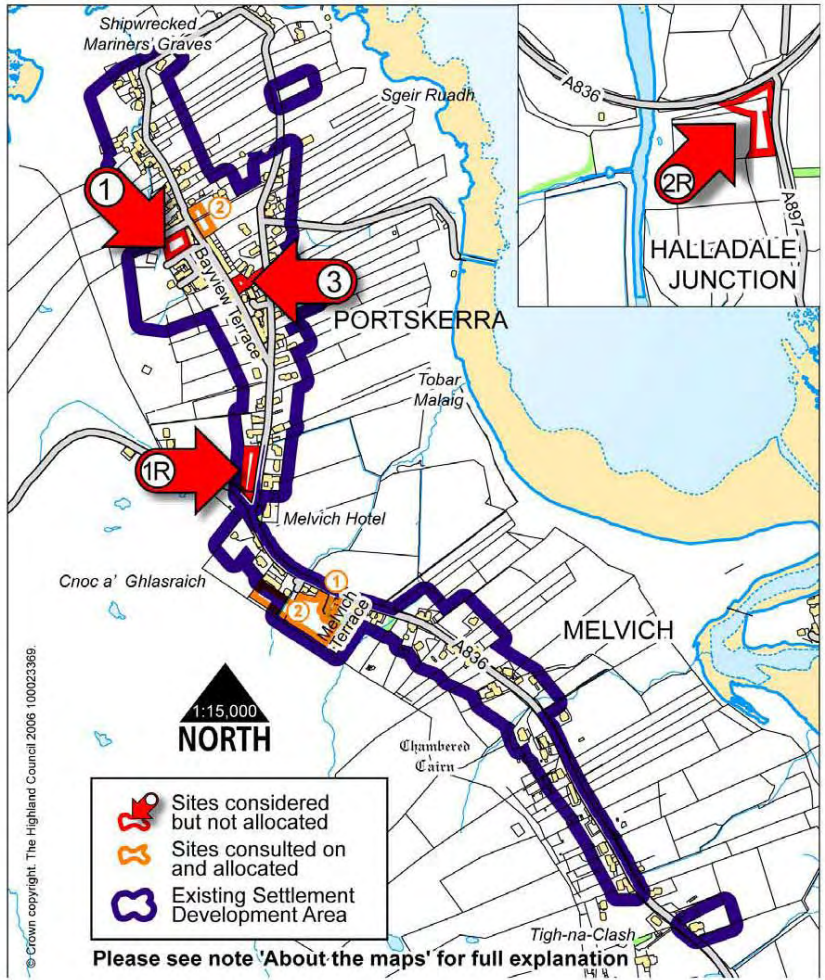 Shipwrecked
Mariners' Graves
Sgeir Ruadh
A836
2R
A897
HALLADALE
JUNCTION
1
2
3
Bayview Terrace
PORTSKERRA
Tobar
Malaig
1R
Melvich Hotel
Cnoc a' Ghlasraich
1
2
Melvich
Terrace
A836
MELVICH
1:15,000
NORTH
Chambered
Cairn
Sites considered
but not allocated
Sites consulted on
and allocated
Existing Settlement
Development Area
Tigh-na-Clash
Please see note 'About the maps' for full explanation
© Crown copyright. The Highland Council 2006 100023369.